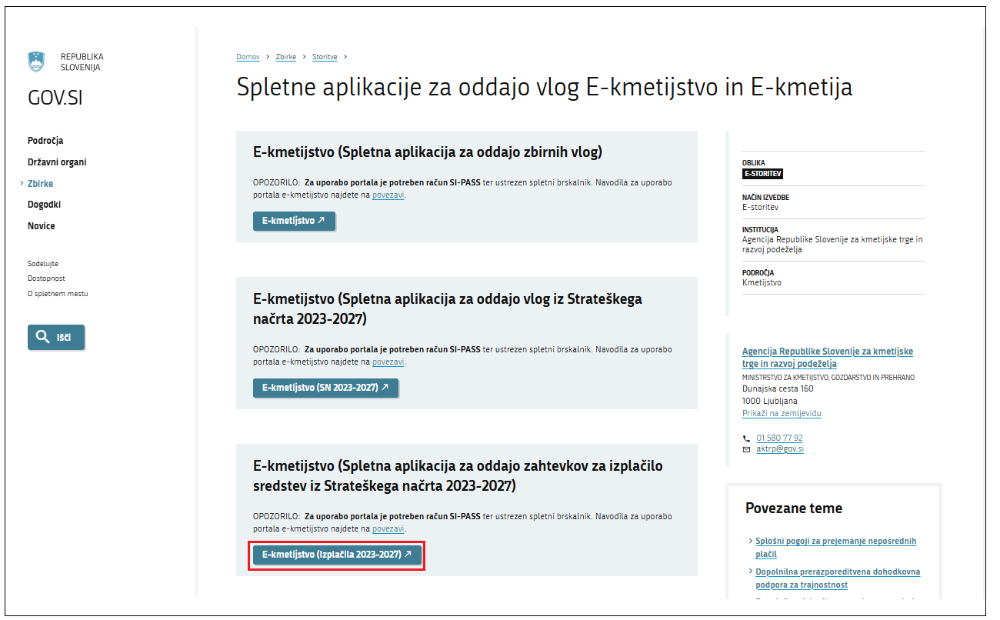 REPUBLIKA
SLOVENIJA
GOV.SI
Področja
Državni organi
Zbirke
Dogodki
Novice
Sodelujte
Dostopnost
O spletnem mestu
Išči
Domov > Zbirke > Storitve >
Spletne aplikacije za oddajo vlog E-kmetijstvo in E-kmetija
E-kmetijstvo (Spletna aplikacija za oddajo zbirnih vlog)
OPOZORILO: Za uporabo portala je potreben račun SI-PASS ter ustrezen spletni brskalnik. Navodila za uporabo
portala e-kmetijstvo najdete na povezavi.
E-kmetijstvo
E-kmetijstvo (Spletna aplikacija za oddajo vlog iz Strateškega
načrta 2023-2027)
OPOZORILO: Za uporabo portala je potreben račun SI-PASS ter ustrezen spletni brskalnik. Navodila za uporabo
portala e-kmetijstvo najdete na povezavi.
E-kmetijstvo (SN 2023-2027)
E-kmetijstvo (Spletna aplikacija za oddajo zahtevkov za izplačilo
sredstev iz Strateškega načrta 2023-2027)
OPOZORILO: Za uporabo portala je potreben račun SI-PASS ter ustrezen spletni brskalnik. Navodila za uporabo
portala e-kmetijstvo najdete na povezavi.
E-kmetijstvo (Izplačila 2023-2027)
OBLIKA
E-STORITEV
NAČIN IZVEDBE
E-storitev
INSTITUCIJA
Agencija Republike Slovenije za kmetijske trge in
razvoj podeželja
PODROČJA
Kmetijstvo
Agencija Republike Slovenije za kmetijske
trge in razvoj podeželja
MINISTRSTVO ZA KMETIJSTVO, GOZDARSTVO IN PREHRANO
Dunajska cesta 160
1000 Ljubljana
Prikaži na zemljevidu
01 580 77 92
aktrp@gov.si
Povezane teme
Splošni pogoji za prejemanje neposrednih
plačil
Dopolnilna prerazporeditvena dohodkovna
podpora za trajnostnost